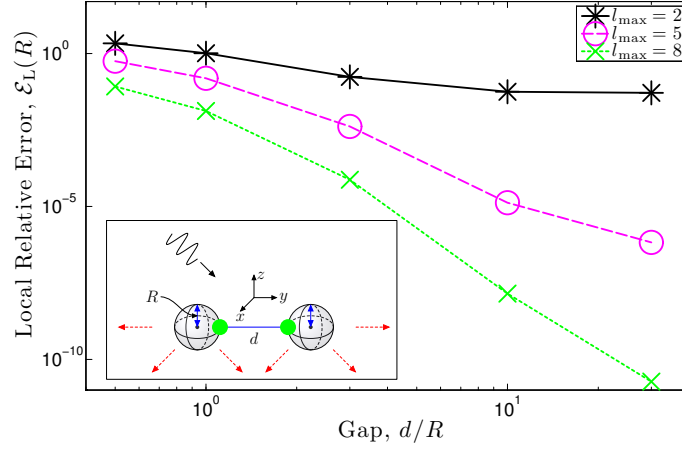 l_max = 2
l_max = 5
l_max = 8
Local Relative Error, ℰ_L(R)
10^0
10^−5
10^−10
R
z
y
x
d
10^0
10^1
Gap, d/R